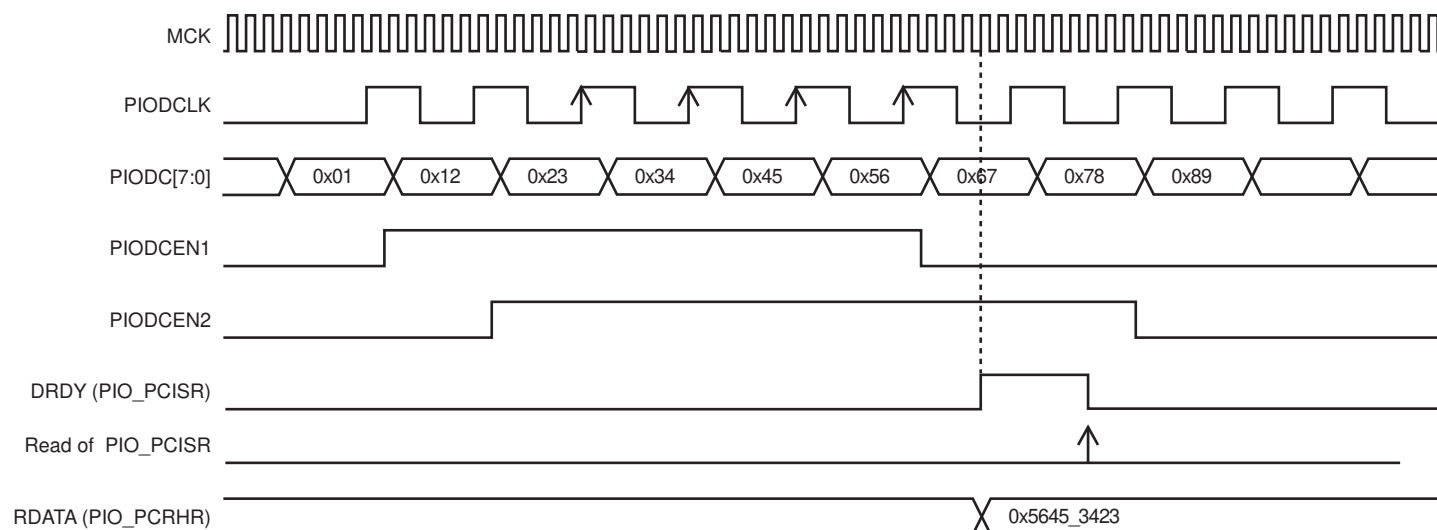 MCK
PIODCLK
PIODC[7:0] 0x01 0x12 0x23 0x34 0x45 0x56 0x67 0x78 0x89
PIODCEN1
PIODCEN2
DRDY (PIO_PCISR)
Read of PIO_PCISR
RDATA (PIO_PCRHR) 0x5645_3423